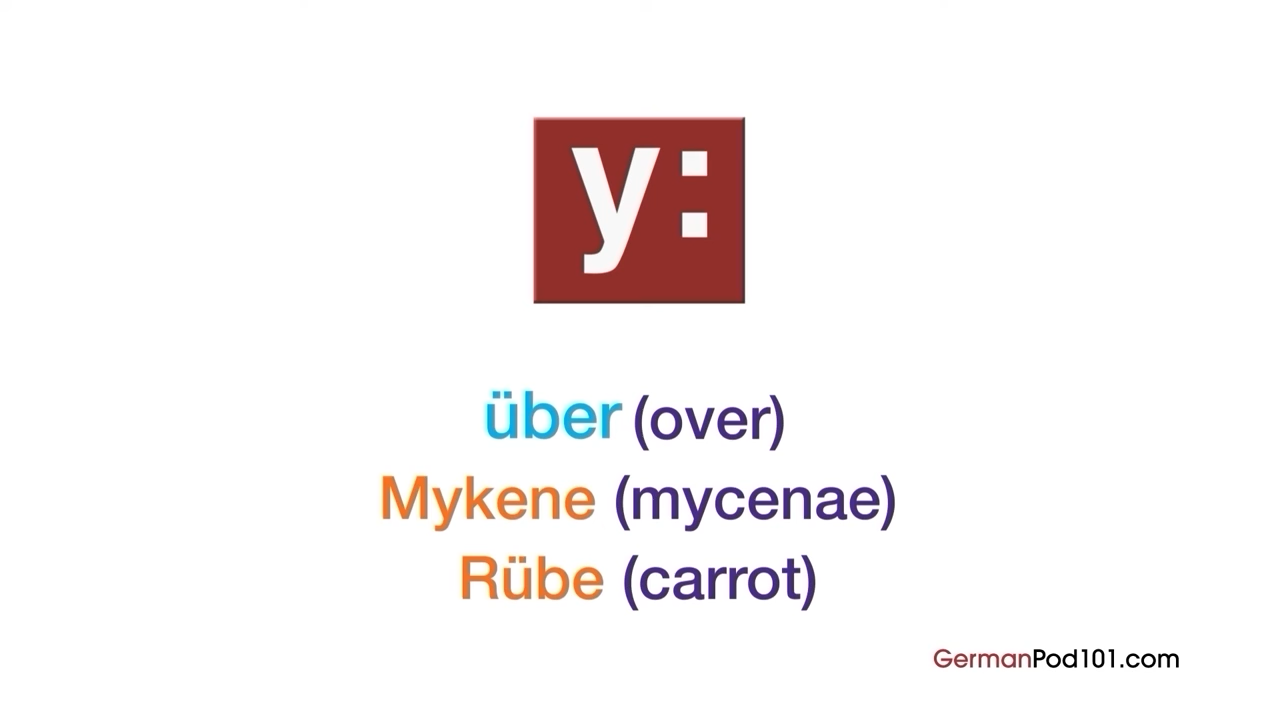 y:
über (over)
Mykene (mycenae)
Rübe (carrot)
GermanPod101.com